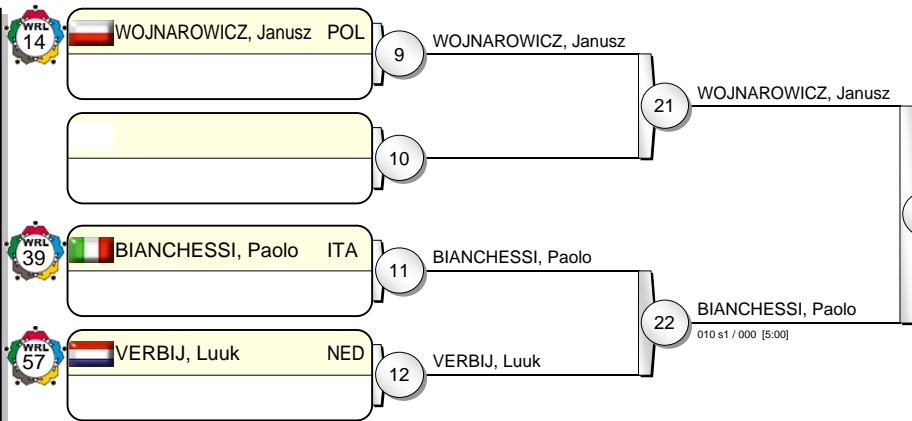 WRL
14
WOJNAROWICZ, Janusz POL
9
WOJNAROWICZ, Janusz
21
WOJNAROWICZ, Janusz
10
WRL
39
BIANCHESSI, Paolo ITA
11
BIANCHESSI, Paolo
22
BIANCHESSI, Paolo
010 s1 / 000 [5:00]
WRL
57
VERBIJ, Luuk NED
12
VERBIJ, Luuk